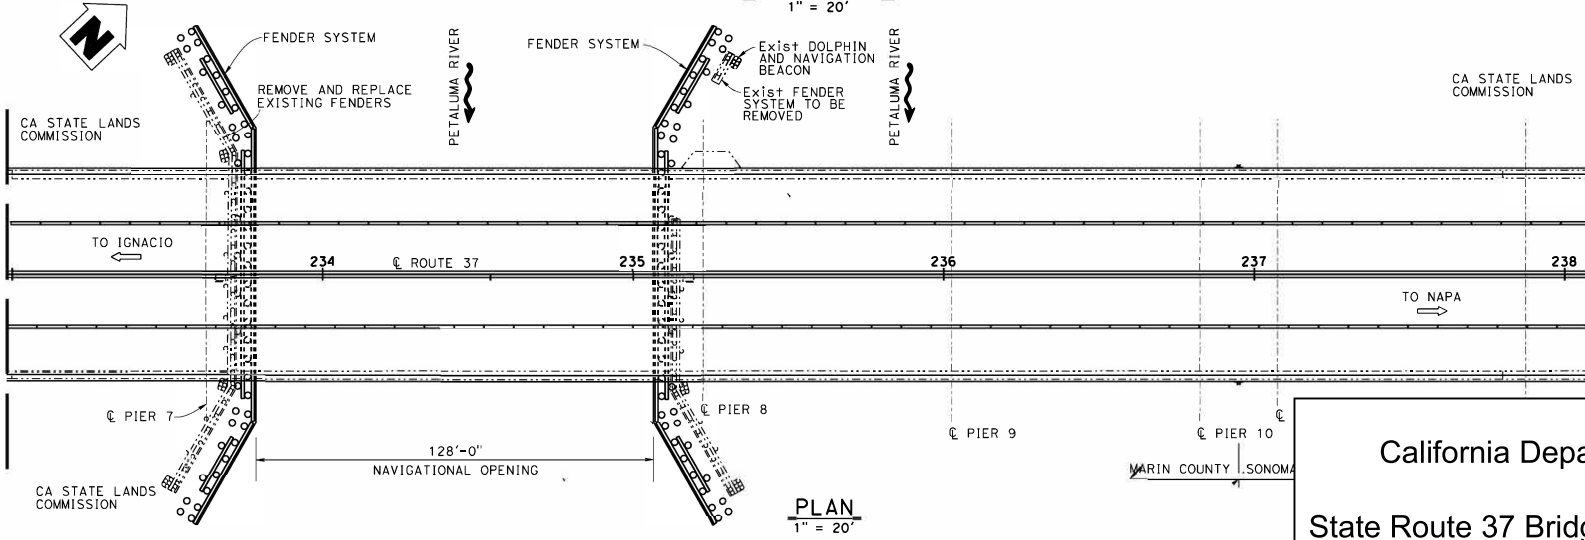 1" = 20'
N
FENDER SYSTEM
REMOVE AND REPLACE
EXISTING FENDERS
PETALUMA RIVER
FENDER SYSTEM
Exist DOLPHIN
AND NAVIGATION
BEACON
Exist FENDER
SYSTEM TO BE
REMOVED
PETALUMA RIVER
CA STATE LANDS
COMMISSION
CA STATE LANDS
COMMISSION
TO IGNACIO
234
℄ ROUTE 37
235
236
237
238
TO NAPA
℄ PIER 7
℄ PIER 8
℄ PIER 9
℄ PIER 10
℄
128'-0"
NAVIGATIONAL OPENING
MARIN COUNTY
SONOMA
CA STATE LANDS
COMMISSION
PLAN
1" = 20'
California Depa
State Route 37 Bridg